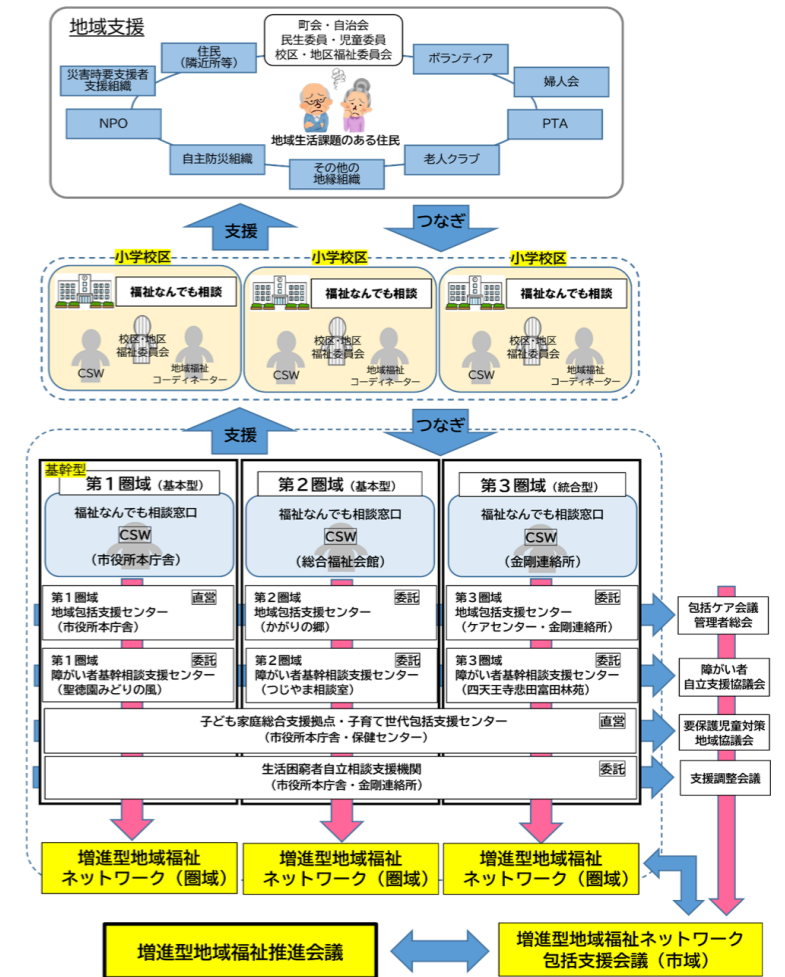 地域支援
町会・自治会
民生委員・児童委員
校区・地区福祉委員会
住民
（隣近所等）
ボランティア
災害時要支援者
支援組織
婦人会
NPO
PTA
地域生活課題のある住民
自主防災組織
老人クラブ
その他の
地縁組織
支援
つなぎ
小学校区
小学校区
小学校区
福祉なんでも相談
福祉なんでも相談
福祉なんでも相談
校区・地区
福祉委員会
CSW
地域福祉
コーディネーター
校区・地区
福祉委員会
CSW
地域福祉
コーディネーター
校区・地区
福祉委員会
CSW
地域福祉
コーディネーター
支援
つなぎ
基幹型
第１圏域（基本型）
第２圏域（基本型）
第３圏域（統合型）
福祉なんでも相談窓口
CSW
（市役所本庁舎）
福祉なんでも相談窓口
CSW
（総合福祉会館）
福祉なんでも相談窓口
CSW
（金剛連絡所）
第１圏域 直営
地域包括支援センター
（市役所本庁舎）
第２圏域 委託
地域包括支援センター
（かがりの郷）
第３圏域 委託
地域包括支援センター
（ケアセンター・金剛連絡所）
包括ケア会議
管理者総会
第１圏域 委託
障がい者基幹相談支援センター
（聖徳園みどりの風）
第２圏域 委託
障がい者基幹相談支援センター
（つじやま相談室）
第３圏域 委託
障がい者基幹相談支援センター
（四天王寺悲田富田林苑）
障がい者
自立支援協議会
子ども家庭総合支援拠点・子育て世代包括支援センター 直営
（市役所本庁舎・保健センター）
要保護児童対策
地域協議会
生活困窮者自立相談支援機関 委託
（市役所本庁舎・金剛連絡所）
支援調整会議
増進型地域福祉
ネットワーク（圏域）
増進型地域福祉
ネットワーク（圏域）
増進型地域福祉
ネットワーク（圏域）
増進型地域福祉推進会議
増進型地域福祉ネットワーク
包括支援会議（市域）